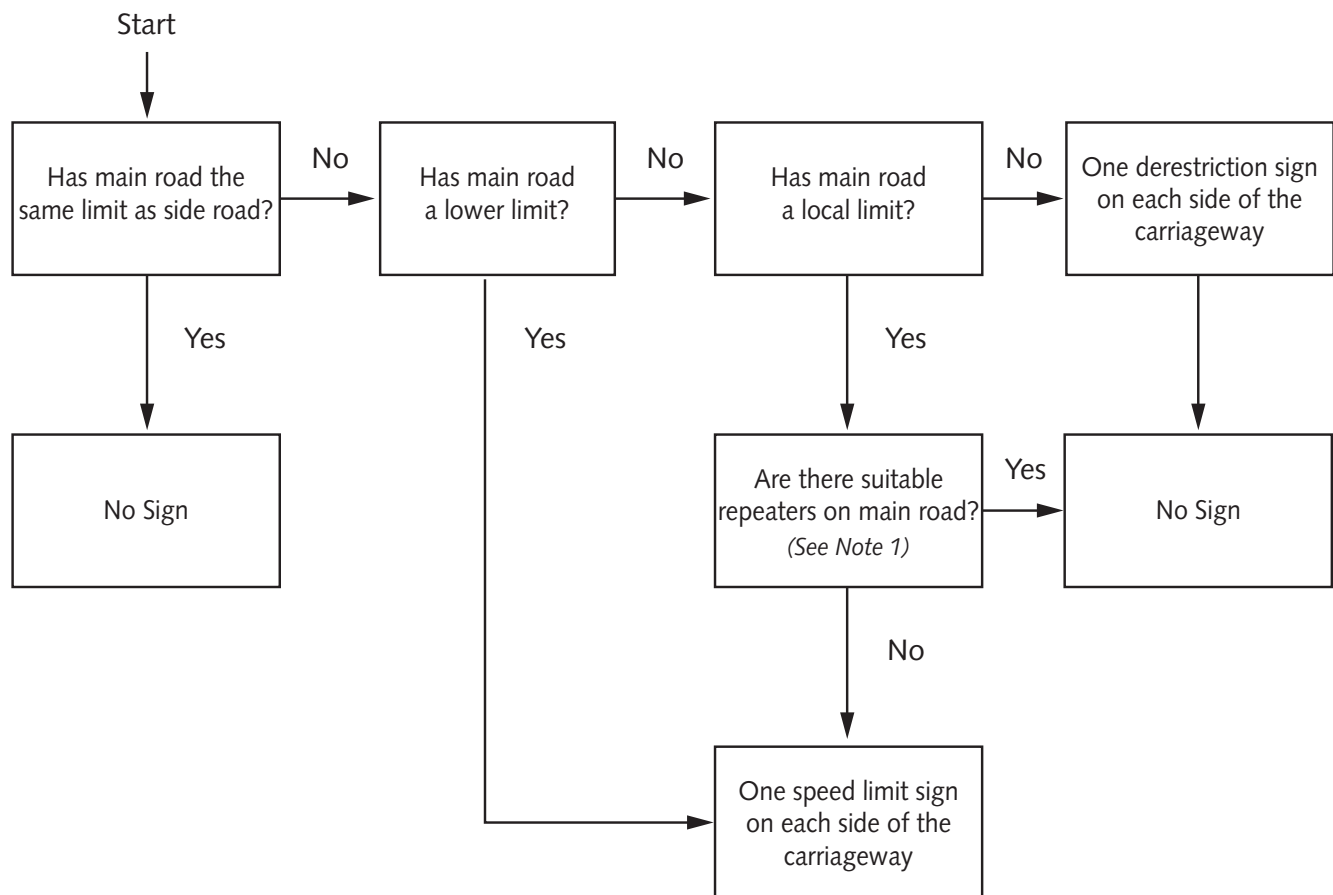 Start
Has main road the
same limit as side road?
No
Has main road
a lower limit?
No
Has main road
a local limit?
No
One derestriction sign
on each side of the
carriageway
Yes
Yes
Yes
No Sign
Are there suitable
repeaters on main road?
(See Note 1)
Yes
No Sign
No
One speed limit sign
on each side of the
carriageway